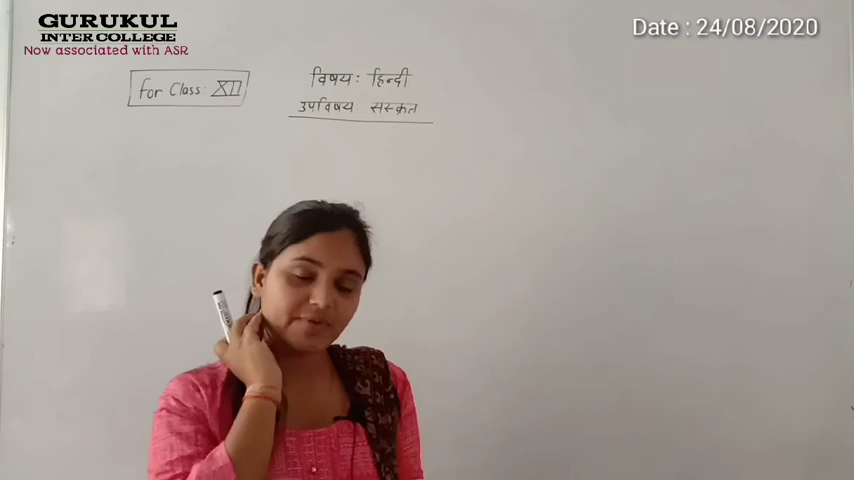 GURUKUL
INTER COLLEGE
Now associated with ASR
Date : 24/08/2020
for Class: XII
विषय: हिन्दी
उपविषय: संस्कृत